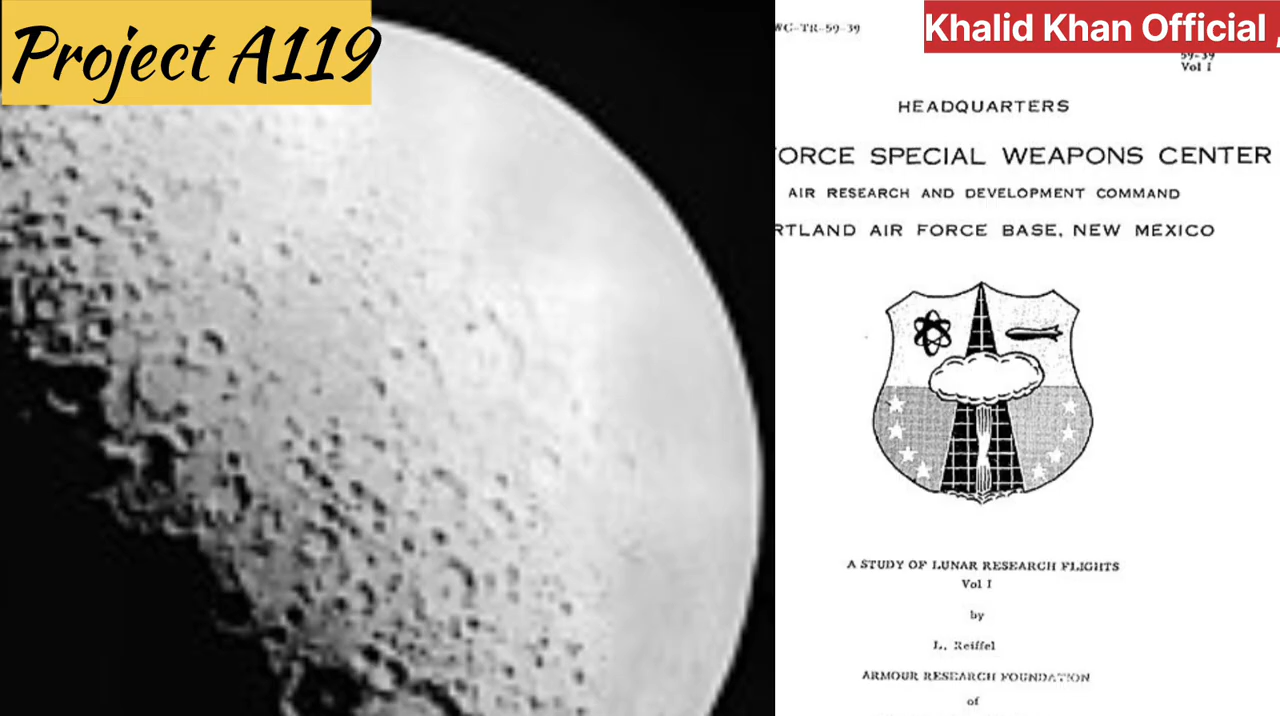 Project A119
Khalid Khan Official
WC-TR-59-39
59-39
Vol I
HEADQUARTERS
FORCE SPECIAL WEAPONS CENTER
AIR RESEARCH AND DEVELOPMENT COMMAND
RTLAND AIR FORCE BASE, NEW MEXICO
A STUDY OF LUNAR RESEARCH FLIGHTS
Vol I
by
L. Reiffel
ARMOUR RESEARCH FOUNDATION
of